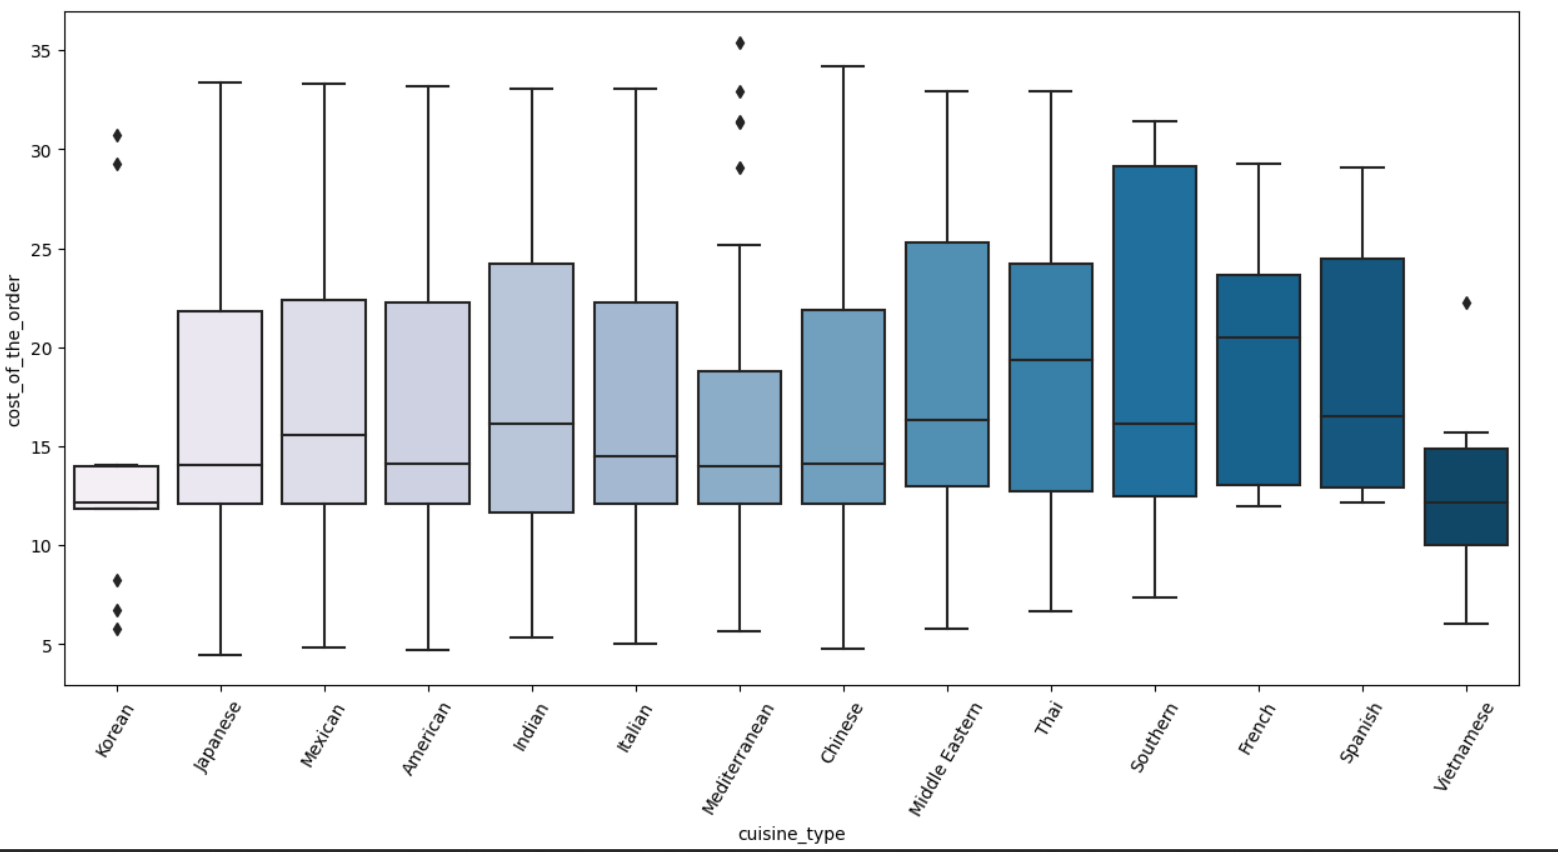 cost_of_the_order
35
30
25
20
15
10
5
Korean
Japanese
Mexican
American
Indian
Italian
Mediterranean
Chinese
Middle Eastern
Thai
Southern
French
Spanish
Vietnamese
cuisine_type